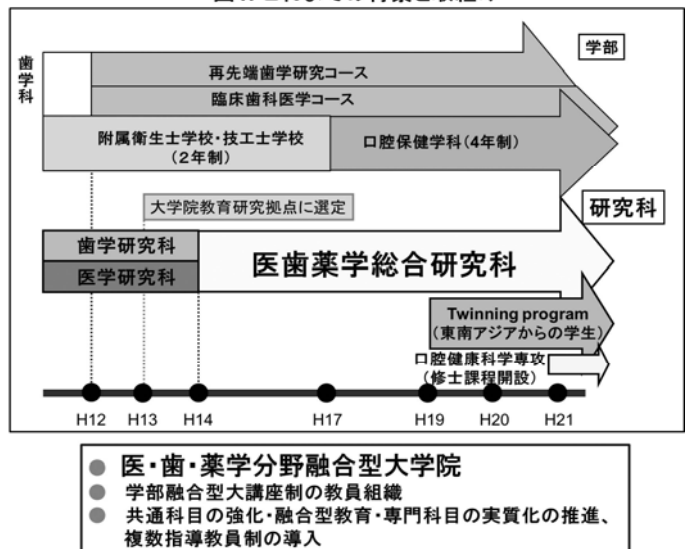 学部
歯学科
再先端歯学研究コース
臨床歯科医学コース
附属衛生士学校・技工士学校
(2年制)
口腔保健学科(4年制)
大学院教育研究拠点に選定
研究科
歯学研究科
医学研究科
医歯薬学総合研究科
Twinning program
(東南アジアからの学生)
口腔健康科学専攻
(修士課程開設)
H12 H13 H14 H17 H19 H20 H21
● 医・歯・薬学分野融合型大学院
● 学部融合型大講座制の教員組織
● 共通科目の強化・融合型教育・専門科目の実質化の推進、
複数指導教員制の導入